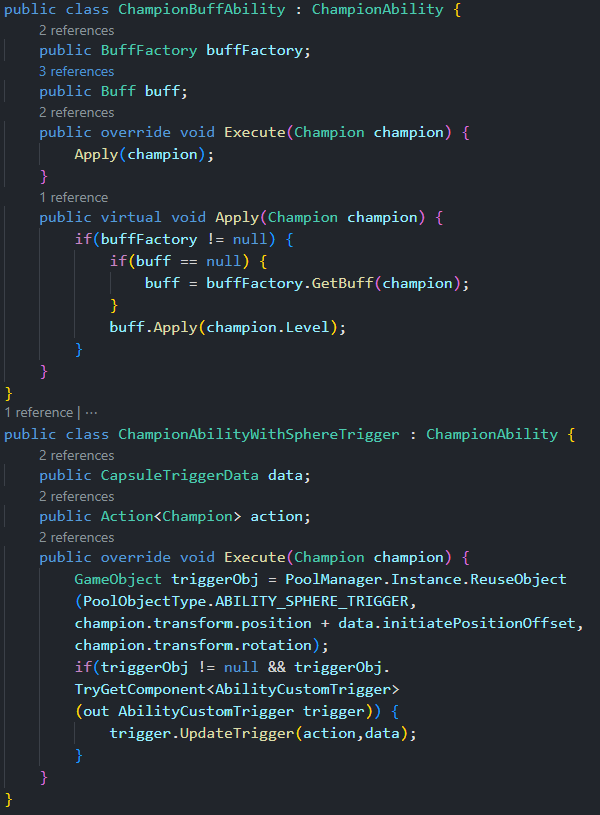 public class ChampionBuffAbility : ChampionAbility {
2 references
public BuffFactory buffFactory;
3 references
public Buff buff;
2 references
public override void Execute(Champion champion) {
Apply(champion);
}
1 reference
public virtual void Apply(Champion champion) {
if(buffFactory != null) {
if(buff == null) {
buff = buffFactory.GetBuff(champion);
}
buff.Apply(champion.Level);
}
}
}
1 reference | ...
public class ChampionAbilityWithSphereTrigger : ChampionAbility {
2 references
public CapsuleTriggerData data;
2 references
public Action<Champion> action;
2 references
public override void Execute(Champion champion) {
GameObject triggerObj = PoolManager.Instance.ReuseObject
(PoolObjectType.ABILITY_SPHERE_TRIGGER,
champion.transform.position + data.initiatePositionOffset,
champion.transform.rotation);
if(triggerObj != null && triggerObj.
TryGetComponent<AbilityCustomTrigger>
(out AbilityCustomTrigger trigger)) {
trigger.UpdateTrigger(action,data);
}
}
}